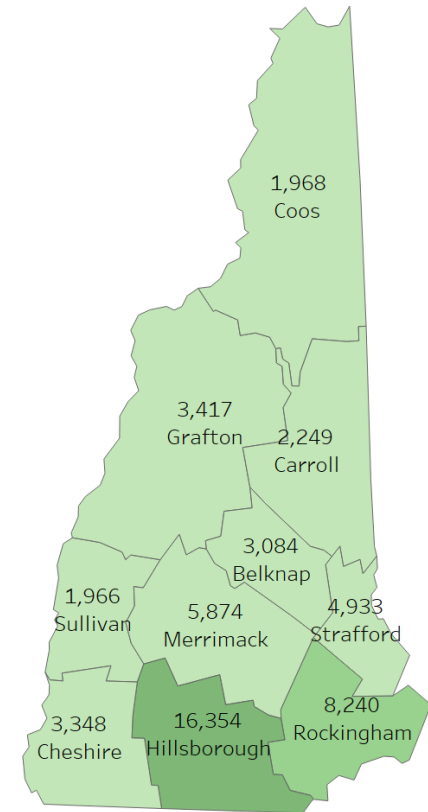 1,968
Coos
3,417
Grafton
2,249
Carroll
3,084
Belknap
1,966
Sullivan
5,874
Merrimack
4,933
Strafford
3,348
Cheshire
16,354
Hillsborough
8,240
Rockingham